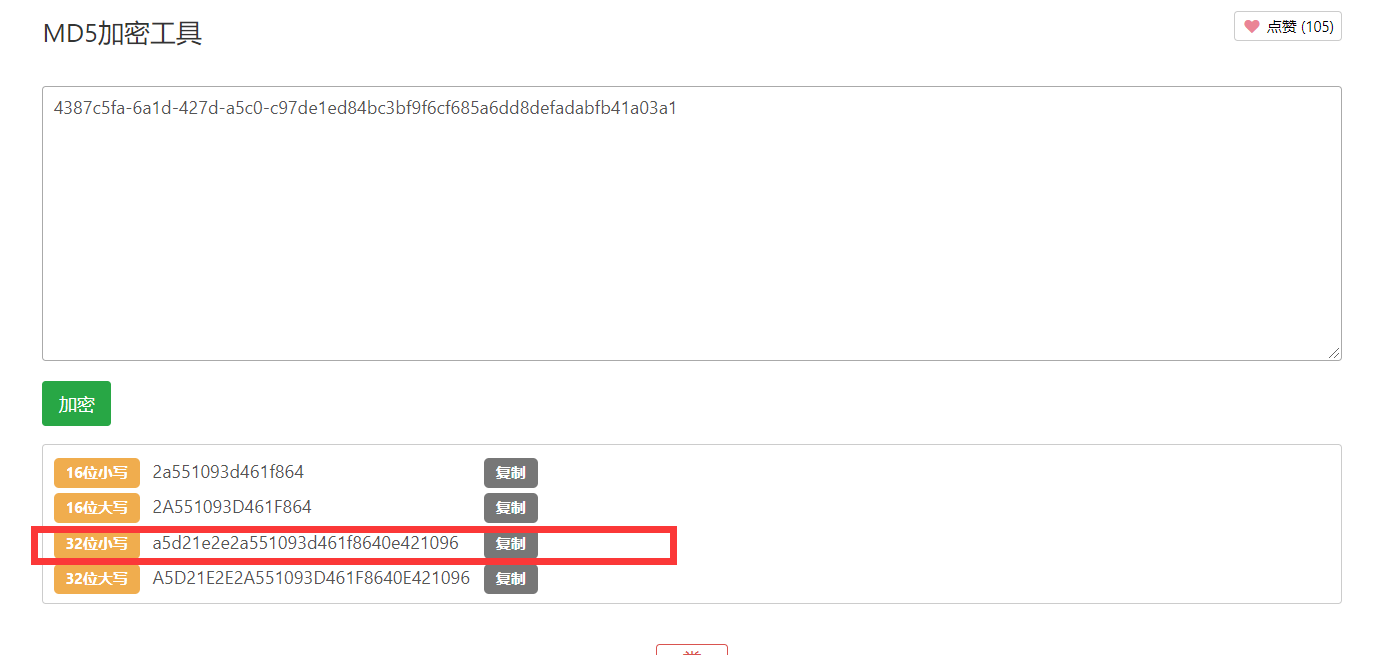 MD5加密工具
点赞 (105)
4387c5fa-6a1d-427d-a5c0-c97de1ed84bc3bf9f6cf685a6dd8defadabfb41a03a1
加密
16位小写 2a551093d461f864 复制
16位大写 2A551093D461F864 复制
32位小写 a5d21e2e2a551093d461f8640e421096 复制
32位大写 A5D21E2E2A551093D461F8640E421096 复制